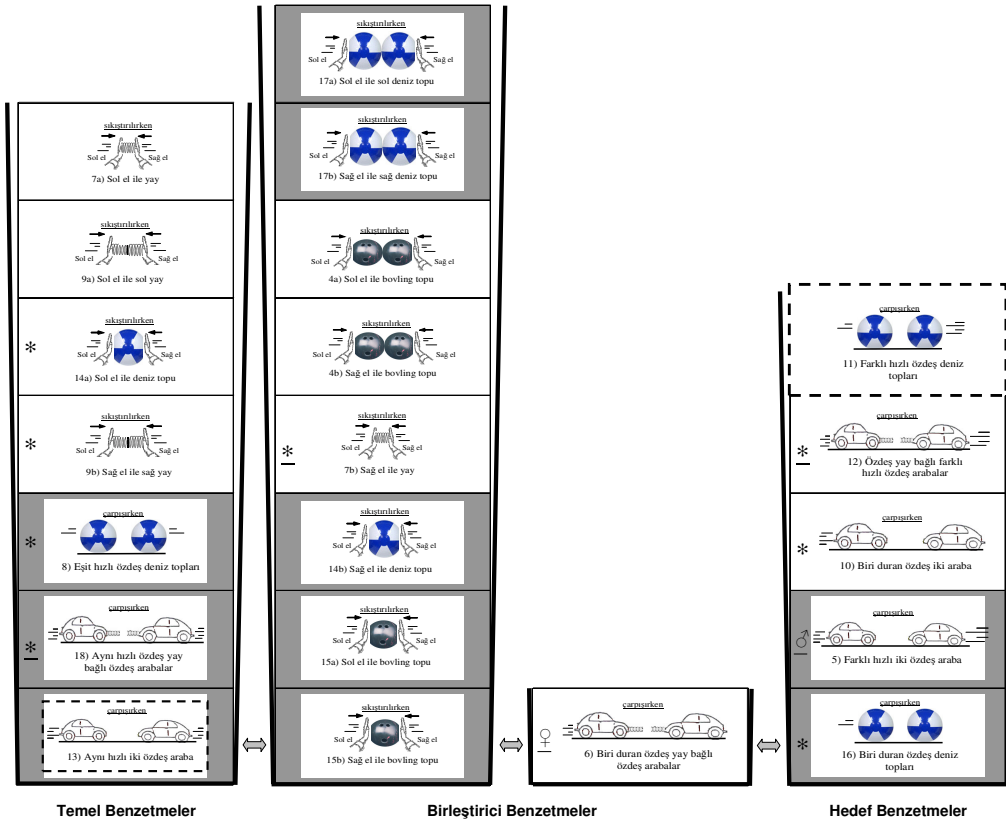 sıkıştırılırken
Sol el Sağ el
7a) Sol el ile yay
sıkıştırılırken
Sol el Sağ el
9a) Sol el ile sol yay
*
sıkıştırılırken
Sol el Sağ el
14a) Sol el ile deniz topu
*
sıkıştırılırken
Sol el Sağ el
9b) Sağ el ile sağ yay
*
çarpışırken
8) Eşit hızlı özdeş deniz topları
*
çarpışırken
18) Aynı hızlı özdeş yay
bağlı özdeş arabalar
çarpışırken
13) Aynı hızlı iki özdeş araba
Temel Benzetmeler
sıkıştırılırken
Sol el Sağ el
17a) Sol el ile sol deniz topu
sıkıştırılırken
Sol el Sağ el
17b) Sağ el ile sağ deniz topu
sıkıştırılırken
Sol el Sağ el
4a) Sol el ile bovling topu
sıkıştırılırken
Sol el Sağ el
4b) Sağ el ile bovling topu
*
sıkıştırılırken
Sol el Sağ el
7b) Sağ el ile yay
sıkıştırılırken
Sol el Sağ el
14b) Sağ el ile deniz topu
sıkıştırılırken
Sol el Sağ el
15a) Sol el ile bovling topu
sıkıştırılırken
Sol el Sağ el
15b) Sağ el ile bovling topu
♀
çarpışırken
6) Biri duran özdeş yay bağlı
özdeş arabalar
Birleştirici Benzetmeler
çarpışırken
11) Farklı hızlı özdeş deniz
topları
*
çarpışırken
12) Özdeş yay bağlı farklı
hızlı özdeş arabalar
*
çarpışırken
10) Biri duran özdeş iki araba
♂
çarpışırken
5) Farklı hızlı iki özdeş araba
*
çarpışırken
16) Biri duran özdeş deniz
topları
Hedef Benzetmeler